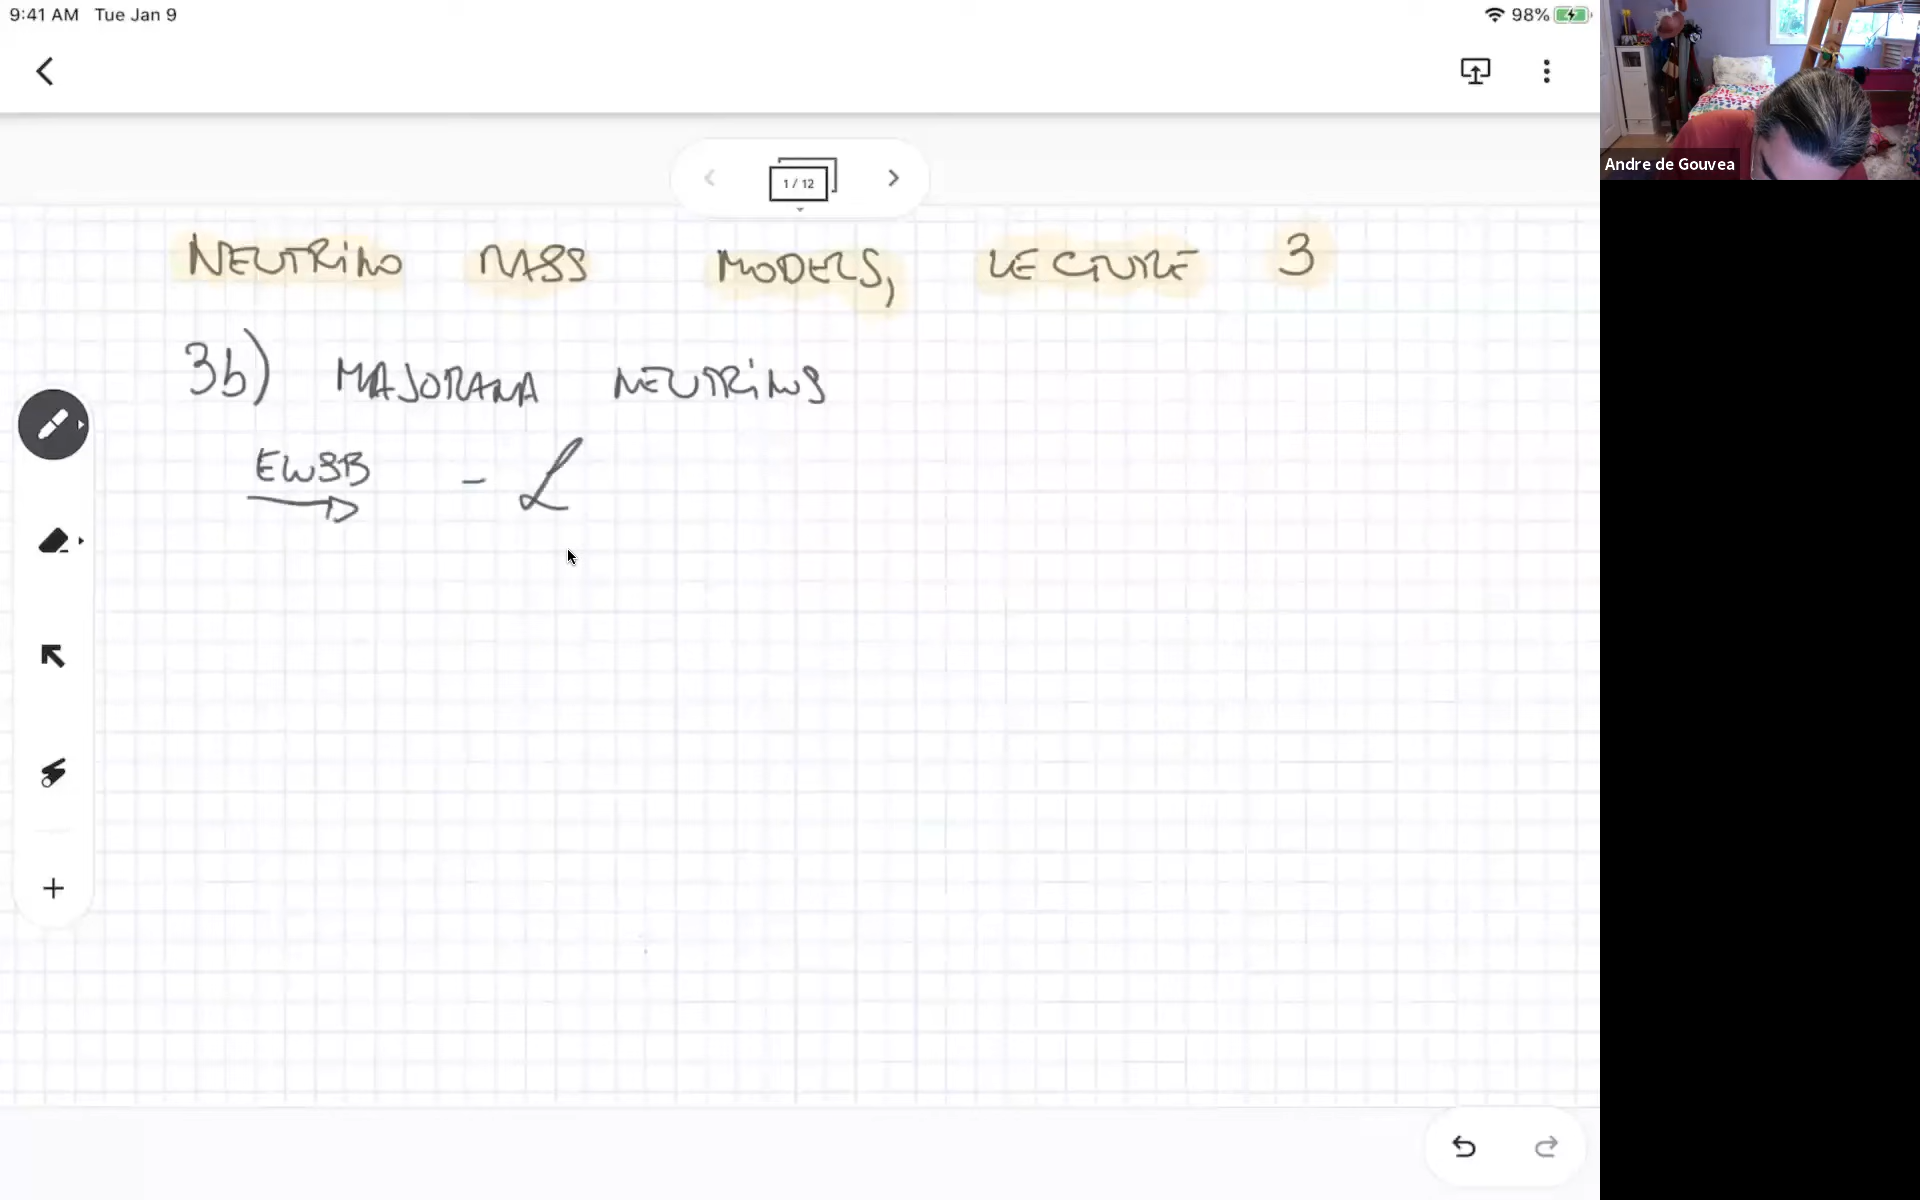 9:41 AM Tue Jan 9
98%
1 / 12
Andre de Gouvea
NEUTRINO MASS MODELS, LECTURE 3
3b) MAJORANA NEUTRINOS
EWSB - L